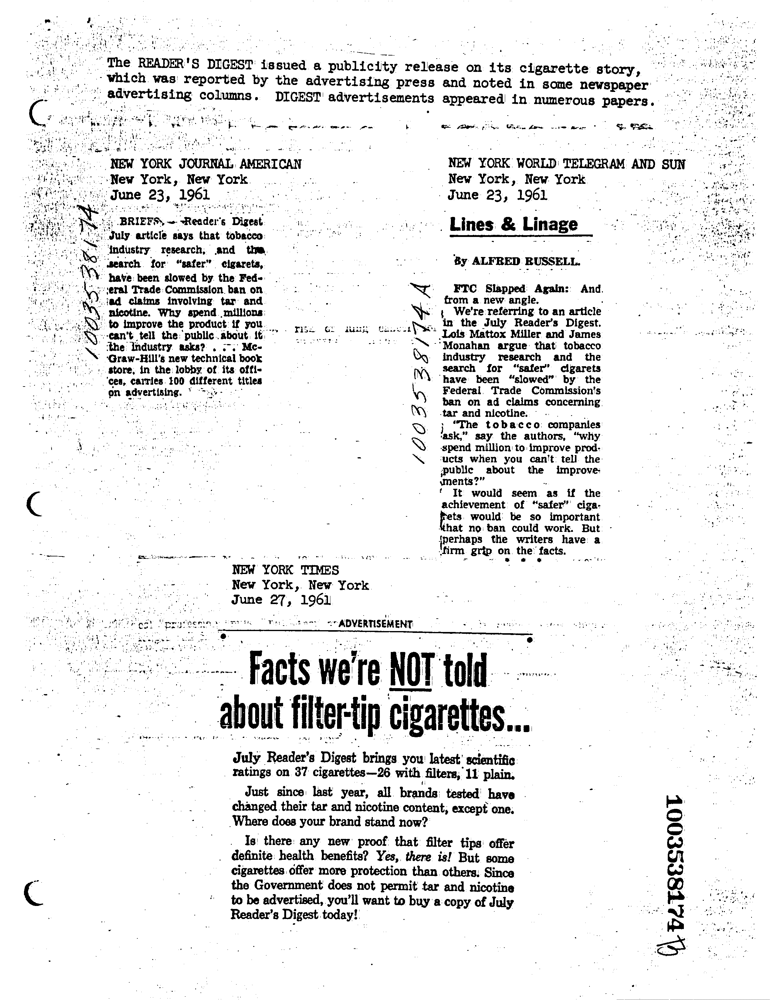 The READER'S DIGEST issued a publicity release on its cigarette story,
which was reported by the advertising press and noted in some newspaper
advertising columns. DIGEST advertisements appeared in numerous papers.
NEW YORK JOURNAL AMERICAN
New York, New York
June 23, 1961
BRIEFS — Reader's Digest
July article says that tobacco
industry research, and the
search for "safer" cigarets,
have been slowed by the Fed-
eral Trade Commission ban on
ad claims involving tar and
nicotine. Why spend millions
to improve the product if you
can't tell the public about it
the industry asks? . . . Mc-
Graw-Hill's new technical book
store, in the lobby of its offi-
ces, carries 100 different titles
on advertising.
1003538174
NEW YORK WORLD TELEGRAM AND SUN
New York, New York
June 23, 1961
Lines & Linage
By ALFRED RUSSELL.
FTC Slapped Again: And
from a new angle.
We're referring to an article
in the July Reader's Digest.
Lois Mattox Miller and James
Monahan argue that tobacco
industry research and the
search for "safer" cigarets
have been "slowed" by the
Federal Trade Commission's
ban on ad claims concerning
tar and nicotine.
"The tobacco companies
ask," say the authors, "why
spend million to improve prod-
ucts when you can't tell the
public about the improve-
ments?"
It would seem as if the
achievement of "safer" ciga-
rets would be so important
that no ban could work. But
perhaps the writers have a
firm grip on the facts.
1003538174 A
NEW YORK TIMES
New York, New York
June 27, 1961
ADVERTISEMENT
Facts we're NOT told
about filter-tip cigarettes...
July Reader's Digest brings you latest scientific
ratings on 37 cigarettes—26 with filters, 11 plain.
Just since last year, all brands tested have
changed their tar and nicotine content, except one.
Where does your brand stand now?
Is there any new proof that filter tips offer
definite health benefits? Yes, there is! But some
cigarettes offer more protection than others. Since
the Government does not permit tar and nicotine
to be advertised, you'll want to buy a copy of July
Reader's Digest today!
1003538174 B